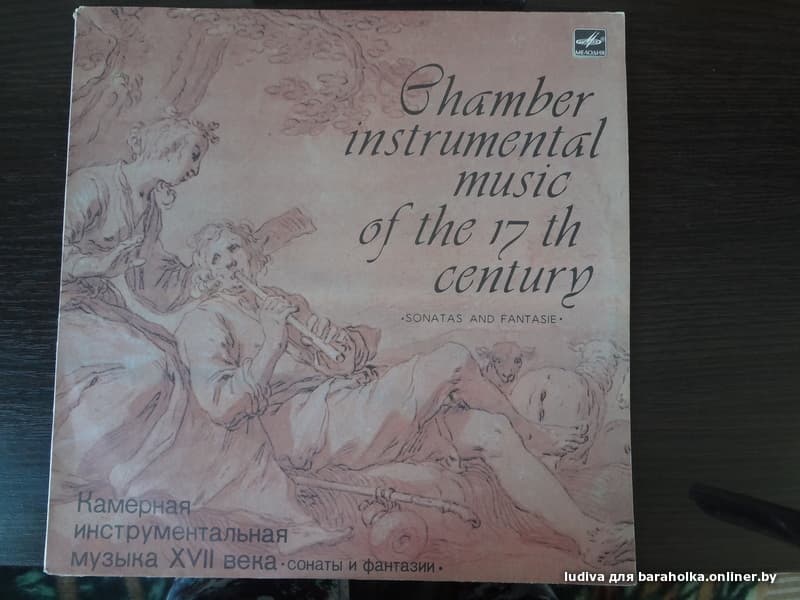 МЕЛОДИЯ
Chamber
instrumental
music
of the 17 th
century
·SONATAS AND FANTASIE·
Камерная
инструментальная
музыка XVII века·сонаты и фантазии·
ludiva для baraholka.onliner.by